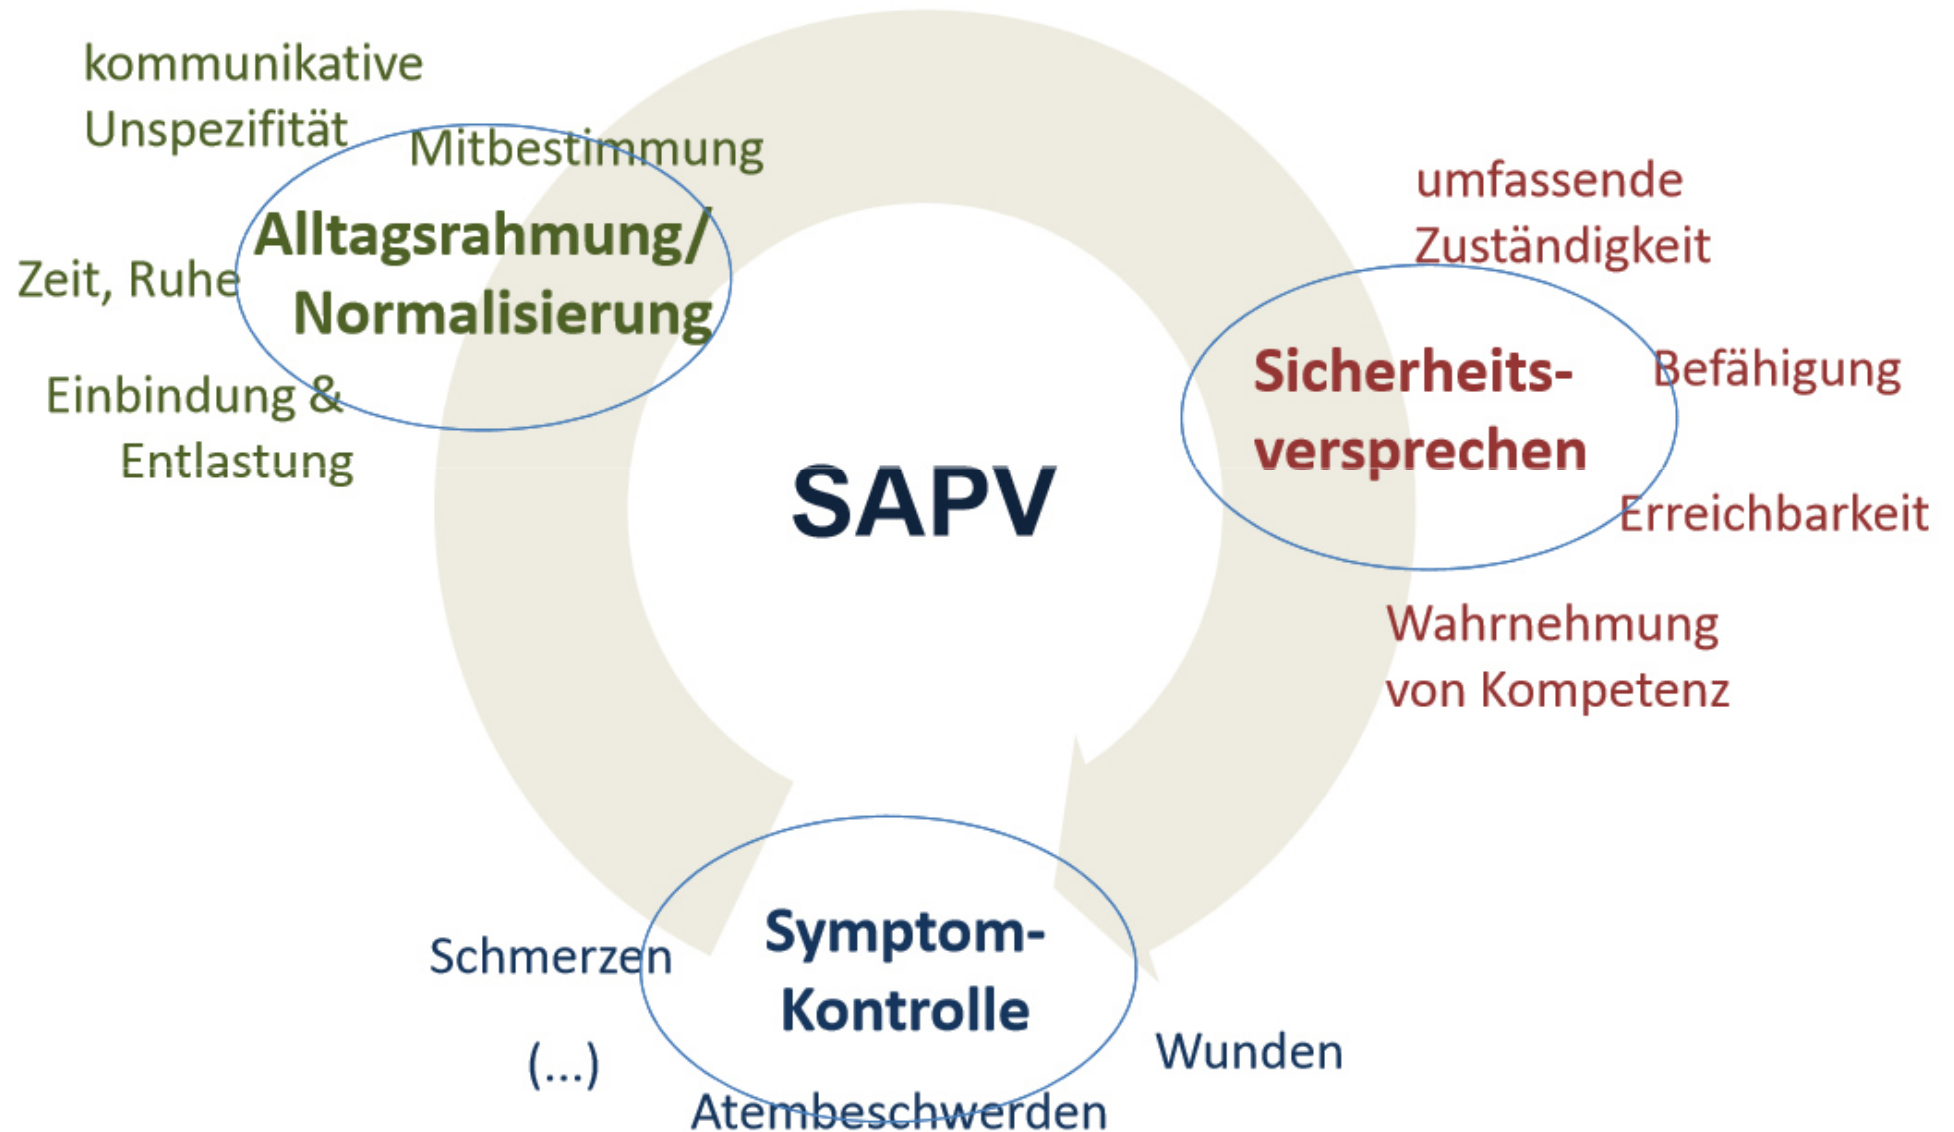 kommunikative
Unspezifität
Mitbestimmung
Alltagsrahmung/
Normalisierung
Zeit, Ruhe
Einbindung &
Entlastung
SAPV
umfassende
Zuständigkeit
Sicherheits-
versprechen
Befähigung
Erreichbarkeit
Wahrnehmung
von Kompetenz
Symptom-
Kontrolle
Schmerzen
(...)
Atembeschwerden
Wunden